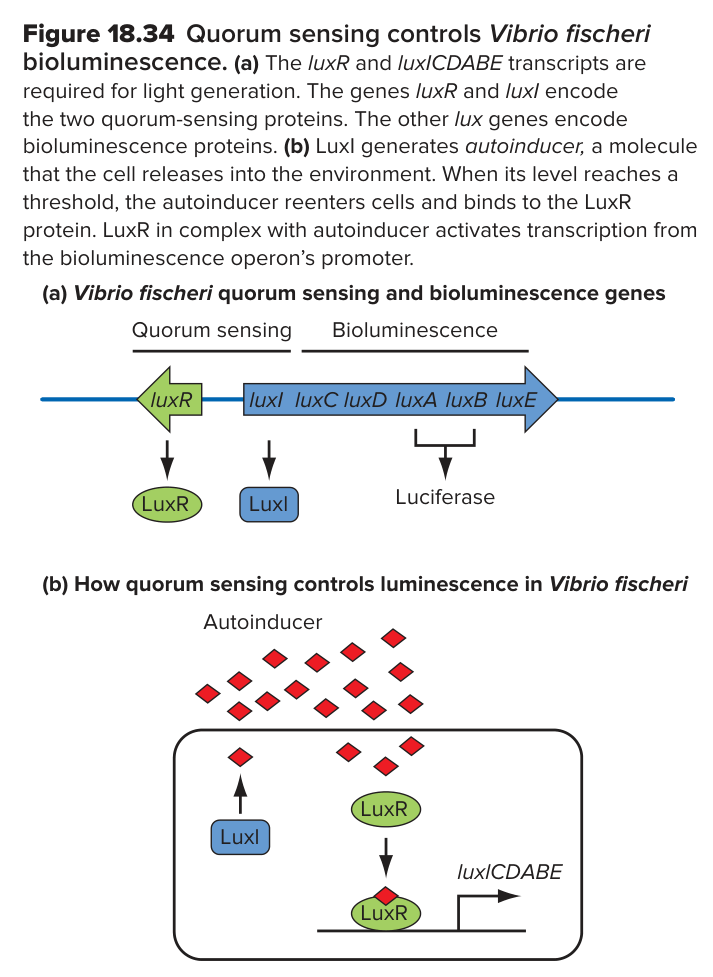 Figure 18.34 Quorum sensing controls Vibrio fischeri
bioluminescence. (a) The luxR and luxICDABE transcripts are
required for light generation. The genes luxR and luxI encode
the two quorum-sensing proteins. The other lux genes encode
bioluminescence proteins. (b) LuxI generates autoinducer, a molecule
that the cell releases into the environment. When its level reaches a
threshold, the autoinducer reenters cells and binds to the LuxR
protein. LuxR in complex with autoinducer activates transcription from
the bioluminescence operon's promoter.
(a) Vibrio fischeri quorum sensing and bioluminescence genes
Quorum sensing Bioluminescence
luxR luxI luxC luxD luxA luxB luxE
LuxR LuxI Luciferase
(b) How quorum sensing controls luminescence in Vibrio fischeri
Autoinducer
LuxR
LuxI
luxICDABE
LuxR